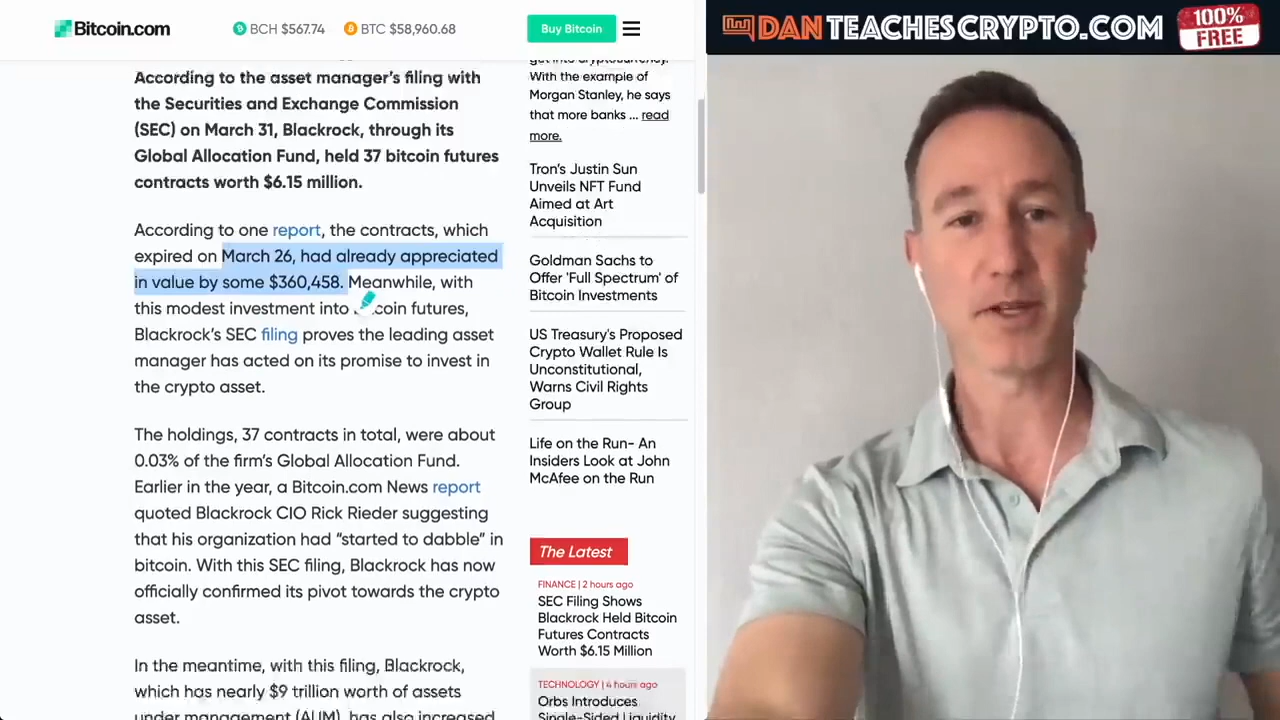 Bitcoin.com
BCH $567.74
BTC $58,960.68
Buy Bitcoin
DANTEACHESCRYPTO.COM
100%
FREE
According to the asset manager's filing with
the Securities and Exchange Commission
(SEC) on March 31, Blackrock, through its
Global Allocation Fund, held 37 bitcoin futures
contracts worth $6.15 million.
According to one report, the contracts, which
expired on March 26, had already appreciated
in value by some $360,458. Meanwhile, with
this modest investment into coin futures,
Blackrock's SEC filing proves the leading asset
manager has acted on its promise to invest in
the crypto asset.
The holdings, 37 contracts in total, were about
0.03% of the firm's Global Allocation Fund.
Earlier in the year, a Bitcoin.com News report
quoted Blackrock CIO Rick Rieder suggesting
that his organization had “started to dabble” in
bitcoin. With this SEC filing, Blackrock has now
officially confirmed its pivot towards the crypto
asset.
In the meantime, with this filing, Blackrock,
which has nearly $9 trillion worth of assets
under management (AUM), has also increased
get into cryptocurrency.
With the example of
Morgan Stanley, he says
that more banks ... read
more.
Tron's Justin Sun
Unveils NFT Fund
Aimed at Art
Acquisition
Goldman Sachs to
Offer 'Full Spectrum' of
Bitcoin Investments
US Treasury's Proposed
Crypto Wallet Rule Is
Unconstitutional,
Warns Civil Rights
Group
Life on the Run- An
Insiders Look at John
McAfee on the Run
The Latest
FINANCE | 2 hours ago
SEC Filing Shows
Blackrock Held Bitcoin
Futures Contracts
Worth $6.15 Million
TECHNOLOGY | 4 hours ago
Orbs Introduces
Single-Sided Liquidity